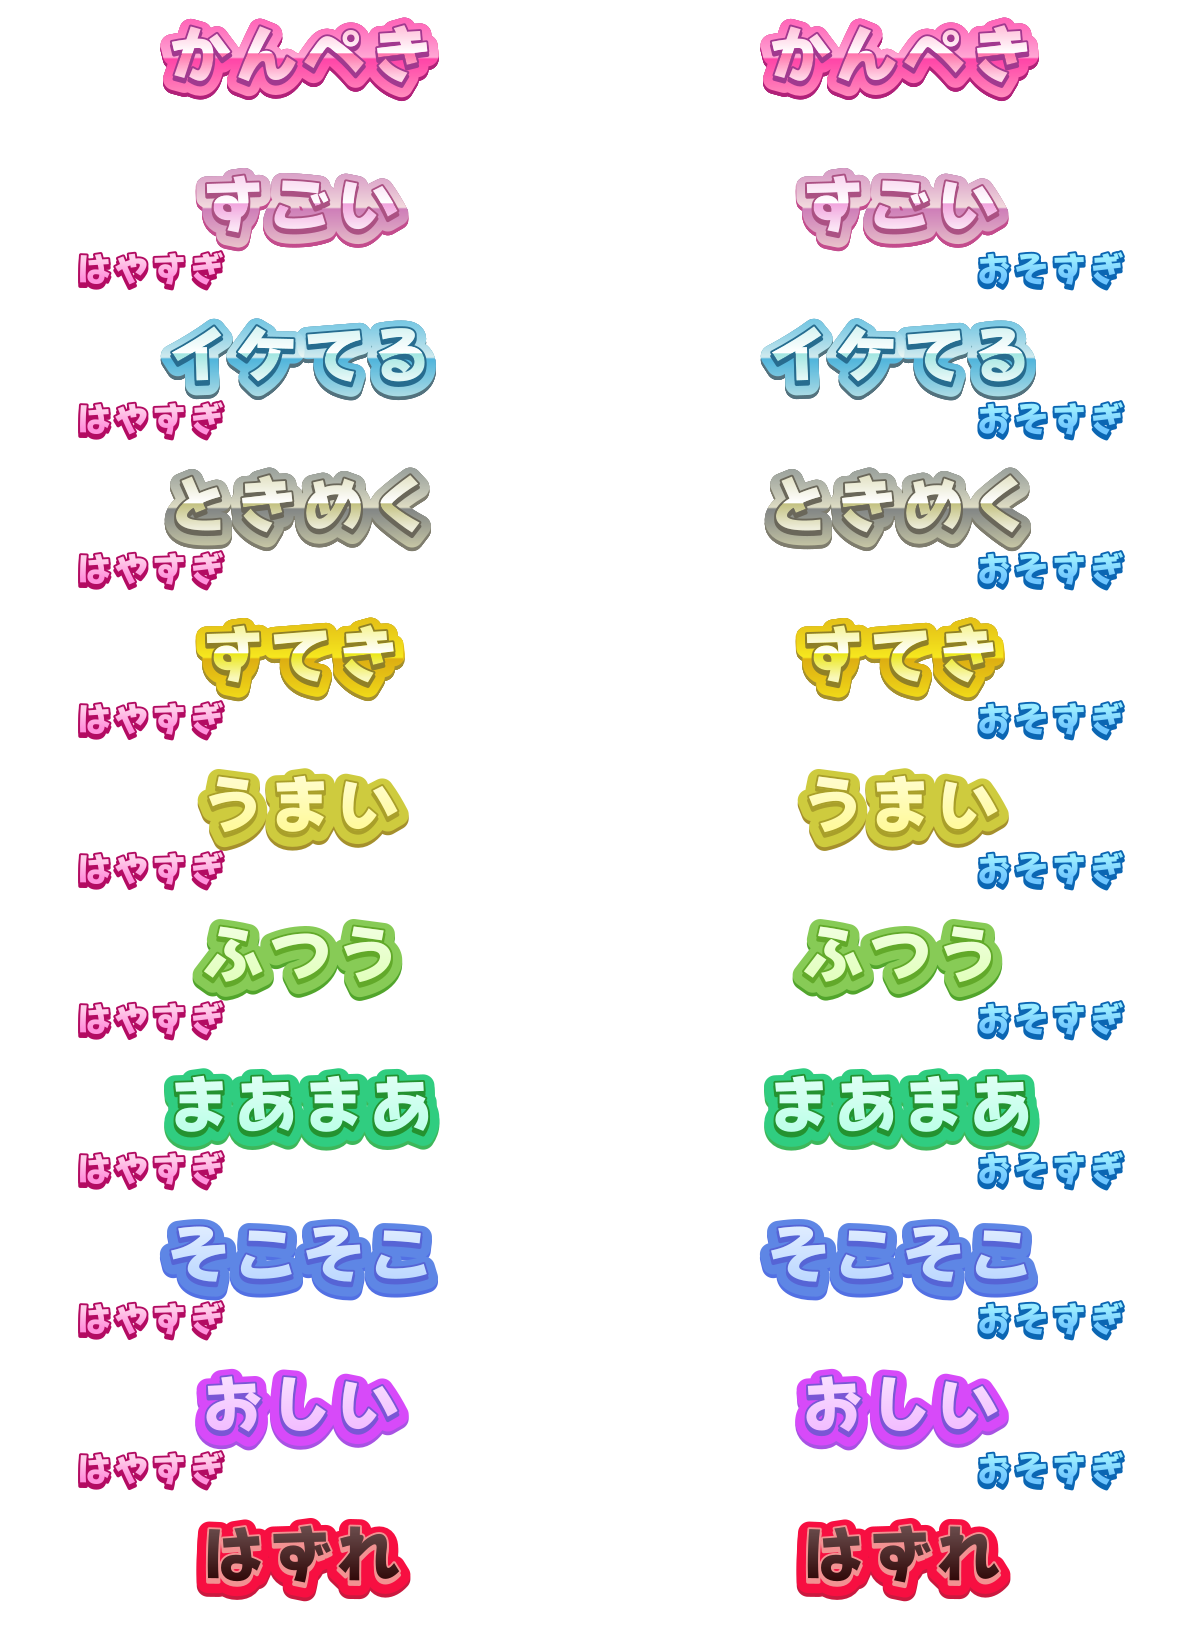 かんぺき かんぺき
すごい すごい
はやすぎ おそすぎ
イケてる イケてる
はやすぎ おそすぎ
ときめく ときめく
はやすぎ おそすぎ
すてき すてき
はやすぎ おそすぎ
うまい うまい
はやすぎ おそすぎ
ふつう ふつう
はやすぎ おそすぎ
まあまあ まあまあ
はやすぎ おそすぎ
そこそこ そこそこ
はやすぎ おそすぎ
おしい おしい
はやすぎ おそすぎ
はずれ はずれ